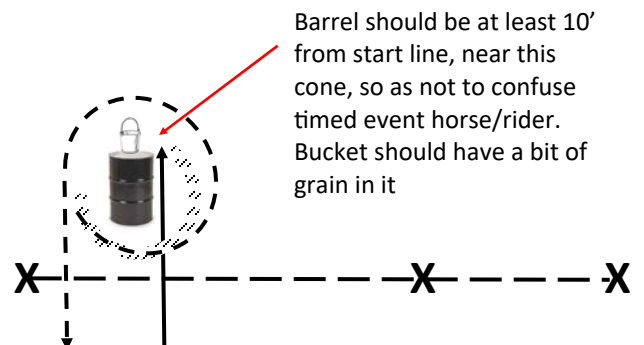 Barrel should be at least 10’
from start line, near this
cone, so as not to confuse
timed event horse/rider.
Bucket should have a bit of
grain in it
X X X